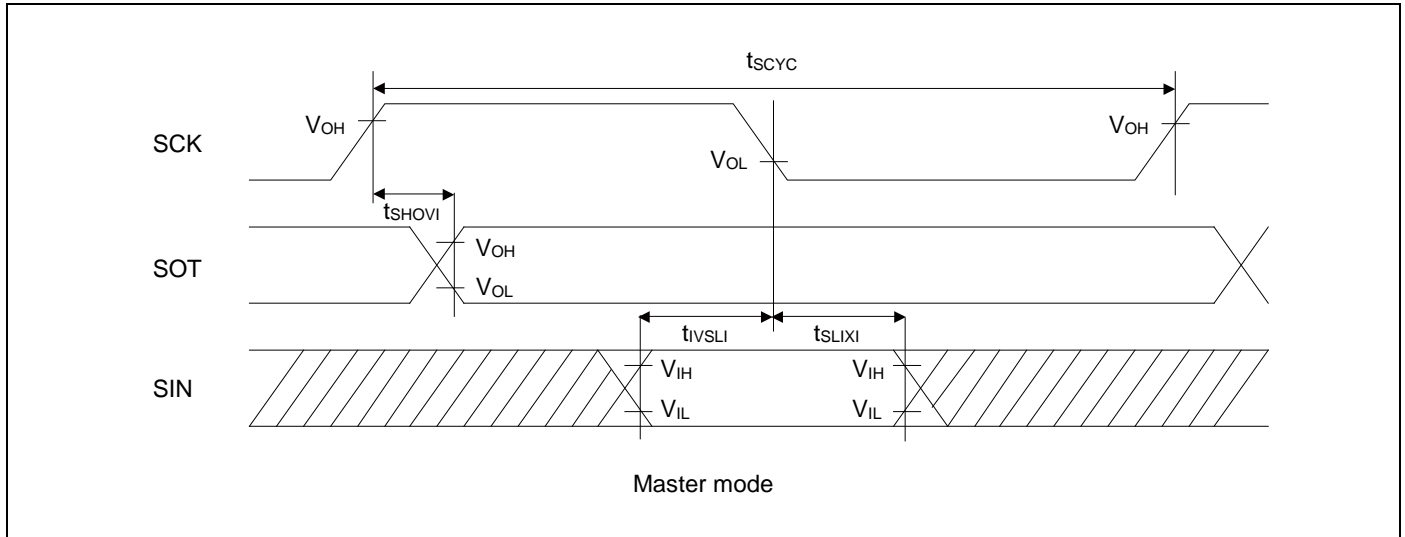 tSCYC
SCK VOH VOL VOH
tSHOVI
SOT VOH
VOL
tIVSLI tSLIXI
SIN VIH VIH
VIL VIL
Master mode